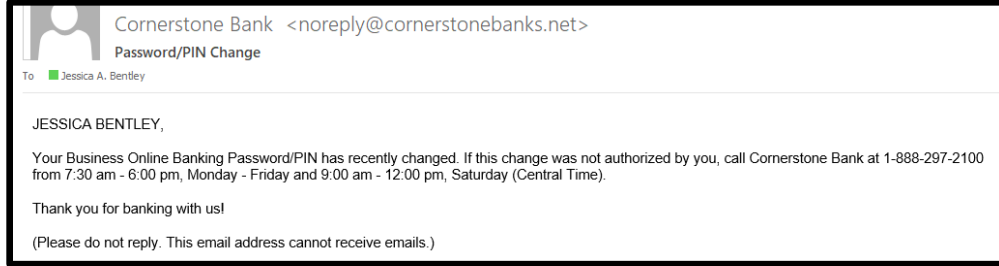 Cornerstone Bank <noreply@cornerstonebanks.net>
Password/PIN Change
To Jessica A. Bentley
JESSICA BENTLEY,
Your Business Online Banking Password/PIN has recently changed. If this change was not authorized by you, call Cornerstone Bank at 1-888-297-2100
from 7:30 am - 6:00 pm, Monday - Friday and 9:00 am - 12:00 pm, Saturday (Central Time).
Thank you for banking with us!
(Please do not reply. This email address cannot receive emails.)